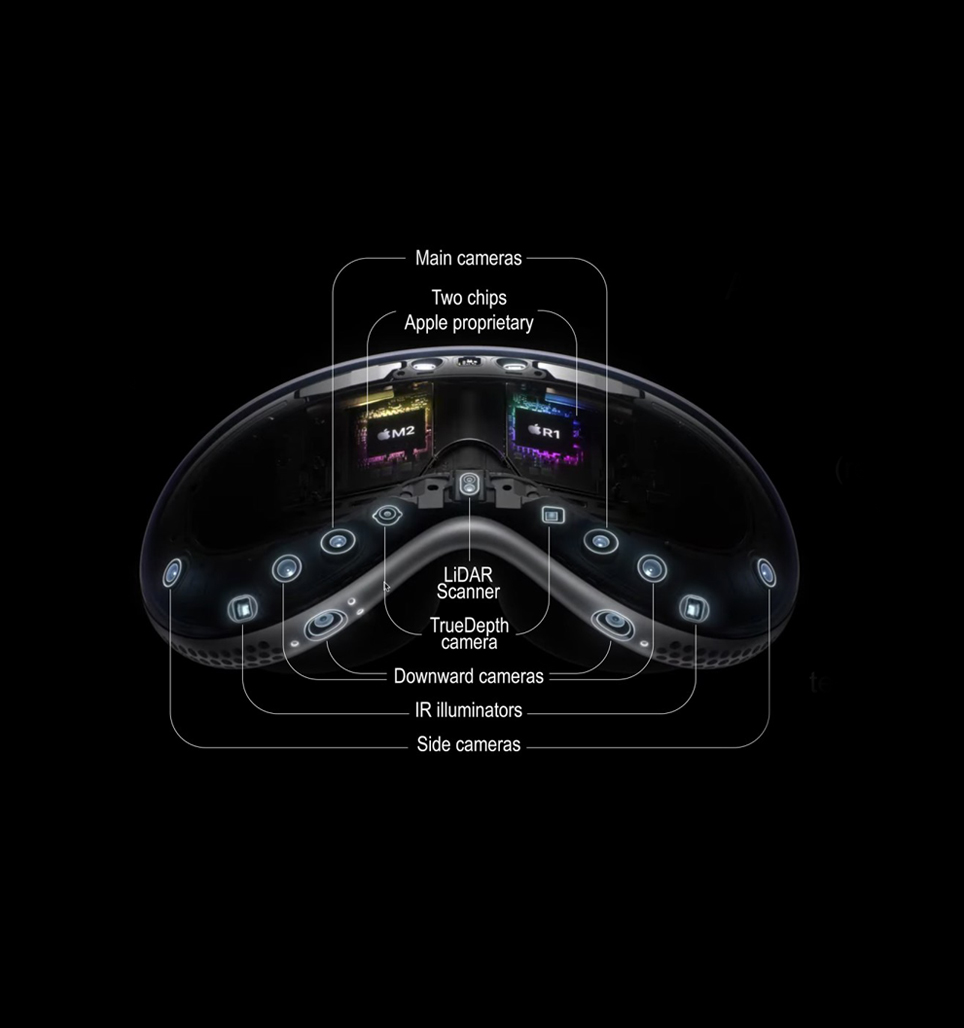 Main cameras
Two chips
Apple proprietary
M2
R1
LiDAR
Scanner
TrueDepth
camera
Downward cameras
IR illuminators
Side cameras